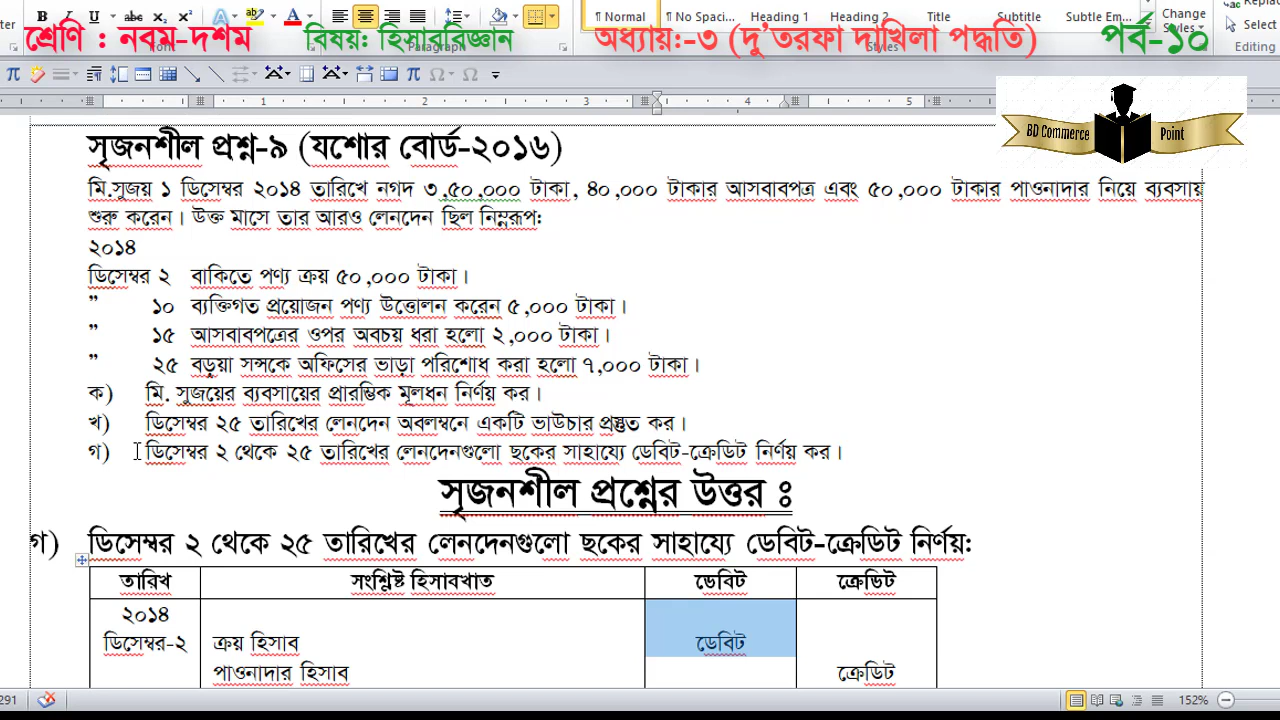 ¶ Normal ¶ No Spaci... Heading 1 Heading 2 Title Subtitle Subtle Em... Change Styles Select
শ্রেণি : নবম-দশম বিষয়: হিসাববিজ্ঞান অধ্যায়:-৩ (দু'তরফা দাখিলা পদ্ধতি) পর্ব-১০
Paragraph Editing
1 2 3 4 5
BD Commerce Point
সৃজনশীল প্রশ্ন-৯ (যশোর বোর্ড-২০১৬)
মি.সুজয় ১ ডিসেম্বর ২০১৪ তারিখে নগদ ৩,৫০,০০০ টাকা, ৪০,০০০ টাকার আসবাবপত্র এবং ৫০,০০০ টাকার পাওনাদার নিয়ে ব্যবসায়
শুরু করেন। উক্ত মাসে তার আরও লেনদেন ছিল নিম্নরূপ:
২০১৪
ডিসেম্বর ২ বাকিতে পণ্য ক্রয় ৫০,০০০ টাকা।
" ১০ ব্যক্তিগত প্রয়োজন পণ্য উত্তোলন করেন ৫,০০০ টাকা।
" ১৫ আসবাবপত্রের ওপর অবচয় ধরা হলো ২,০০০ টাকা।
" ২৫ বড়ুয়া সন্সকে অফিসের ভাড়া পরিশোধ করা হলো ৭,০০০ টাকা।
ক) মি. সুজয়ের ব্যবসায়ের প্রারম্ভিক মূলধন নির্ণয় কর।
খ) ডিসেম্বর ২৫ তারিখের লেনদেন অবলম্বনে একটি ভাউচার প্রস্তুত কর।
গ) ডিসেম্বর ২ থেকে ২৫ তারিখের লেনদেনগুলো ছকের সাহায্যে ডেবিট-ক্রেডিট নির্ণয় কর।
সৃজনশীল প্রশ্নের উত্তর ঃ
গ) ডিসেম্বর ২ থেকে ২৫ তারিখের লেনদেনগুলো ছকের সাহায্যে ডেবিট-ক্রেডিট নির্ণয়:
তারিখ সংশ্লিষ্ট হিসাবখাত ডেবিট ক্রেডিট
২০১৪
ডিসেম্বর-২ ক্রয় হিসাব ডেবিট
পাওনাদার হিসাব ক্রেডিট
291 152%